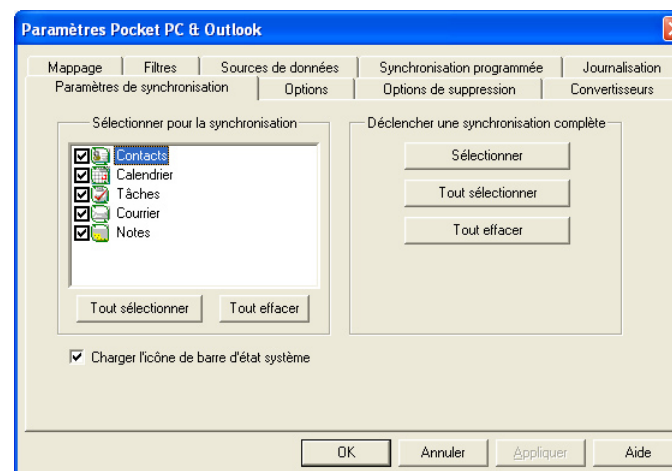 Paramètres Pocket PC & Outlook
Mappage Filtres Sources de données Synchronisation programmée Journalisation
Paramètres de synchronisation Options Options de suppression Convertisseurs
Sélectionner pour la synchronisation
Contacts
Calendrier
Tâches
Courrier
Notes
Tout sélectionner Tout effacer
Déclencher une synchronisation complète
Sélectionner
Tout sélectionner
Tout effacer
Charger l'icône de barre d'état système
OK Annuler Appliquer Aide